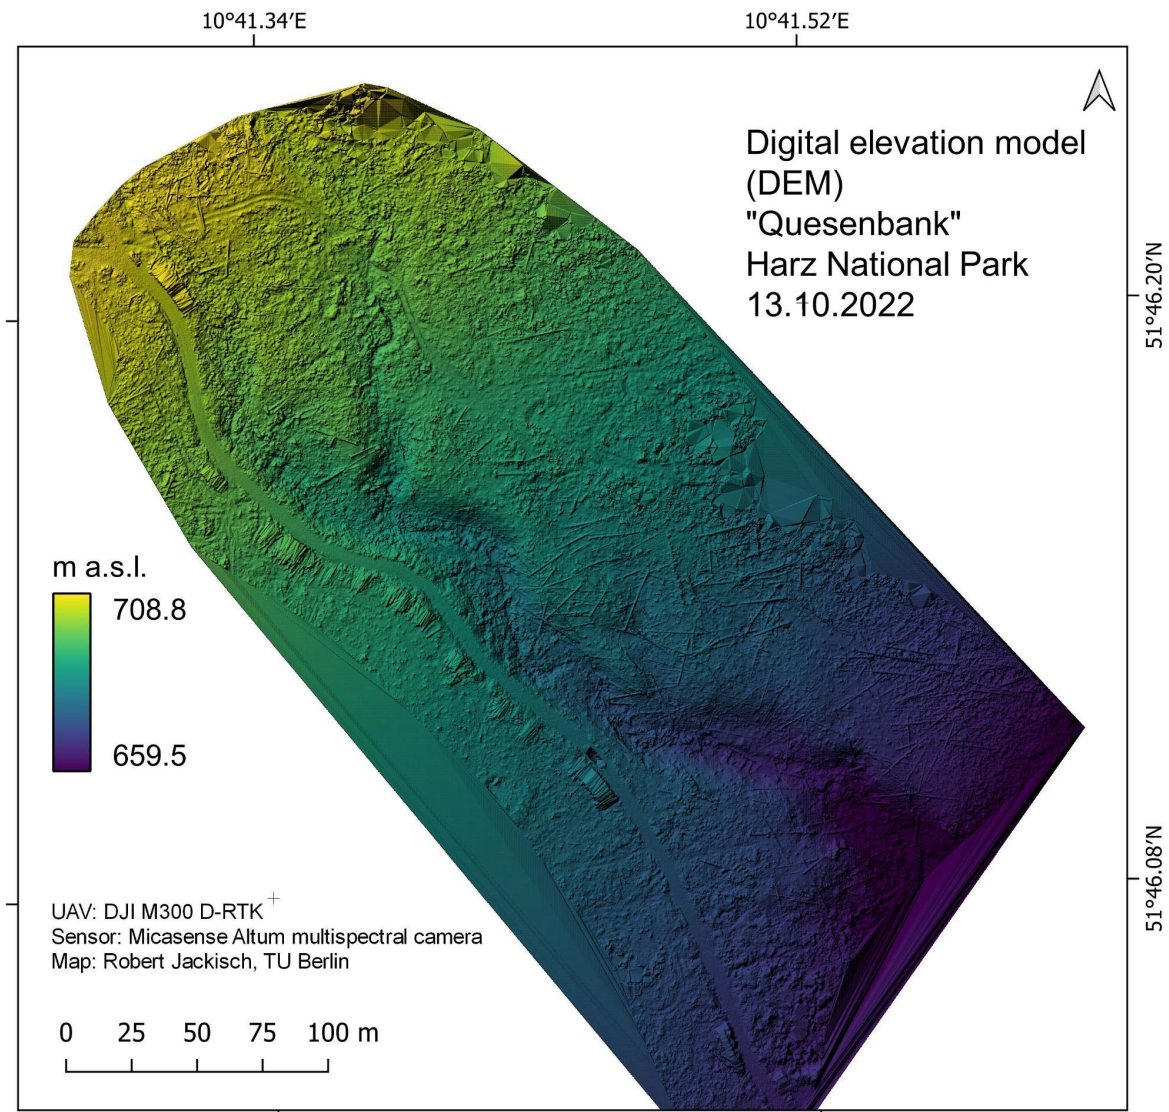 10°41.34′E
10°41.52′E
Digital elevation model
(DEM)
"Quesenbank"
Harz National Park
13.10.2022
51°46.20′N
m a.s.l.
708.8
659.5
51°46.08′N
UAV: DJI M300 D-RTK
Sensor: Micasense Altum multispectral camera
Map: Robert Jackisch, TU Berlin
0 25 50 75 100 m